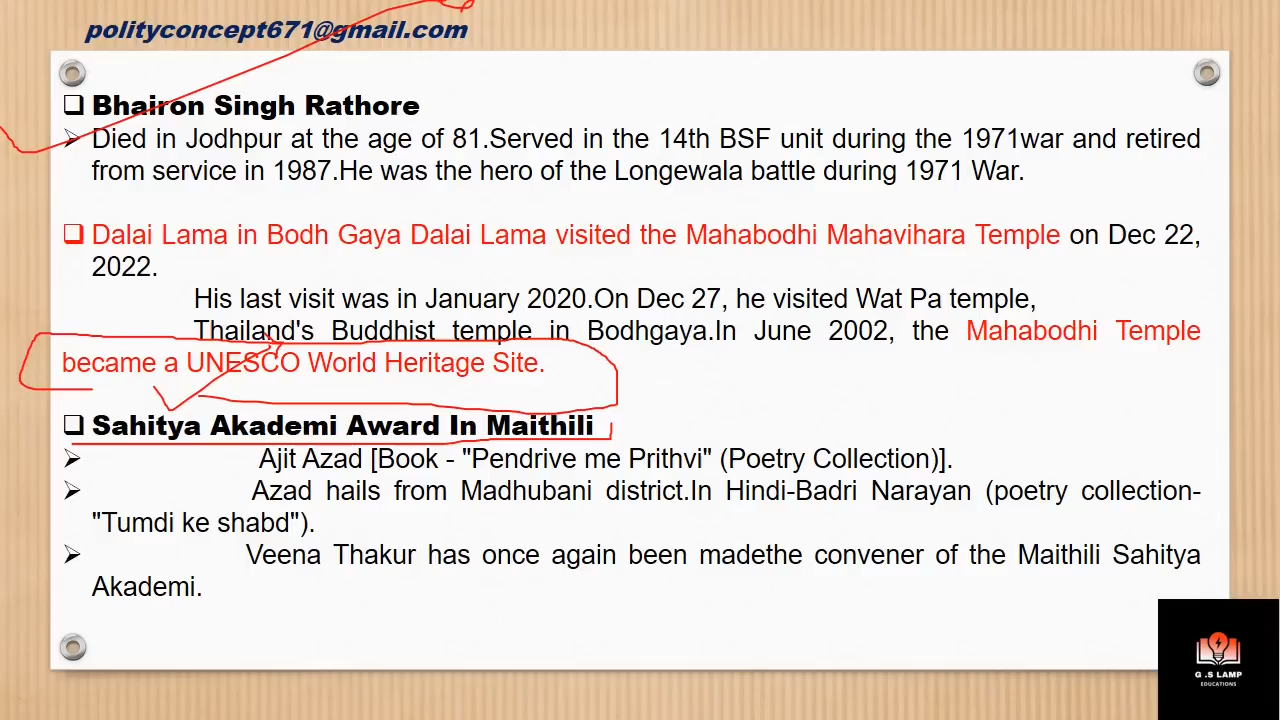 polityconcept671@gmail.com
Bhairon Singh Rathore
Died in Jodhpur at the age of 81.Served in the 14th BSF unit during the 1971war and retired
from service in 1987.He was the hero of the Longewala battle during 1971 War.
Dalai Lama in Bodh Gaya Dalai Lama visited the Mahabodhi Mahavihara Temple on Dec 22,
2022.
His last visit was in January 2020.On Dec 27, he visited Wat Pa temple,
Thailand's Buddhist temple in Bodhgaya.In June 2002, the Mahabodhi Temple
became a UNESCO World Heritage Site.
Sahitya Akademi Award In Maithili
Ajit Azad [Book - "Pendrive me Prithvi" (Poetry Collection)].
Azad hails from Madhubani district.In Hindi-Badri Narayan (poetry collection-
"Tumdi ke shabd").
Veena Thakur has once again been madethe convener of the Maithili Sahitya
Akademi.
G .S LAMP
EDUCATIONS